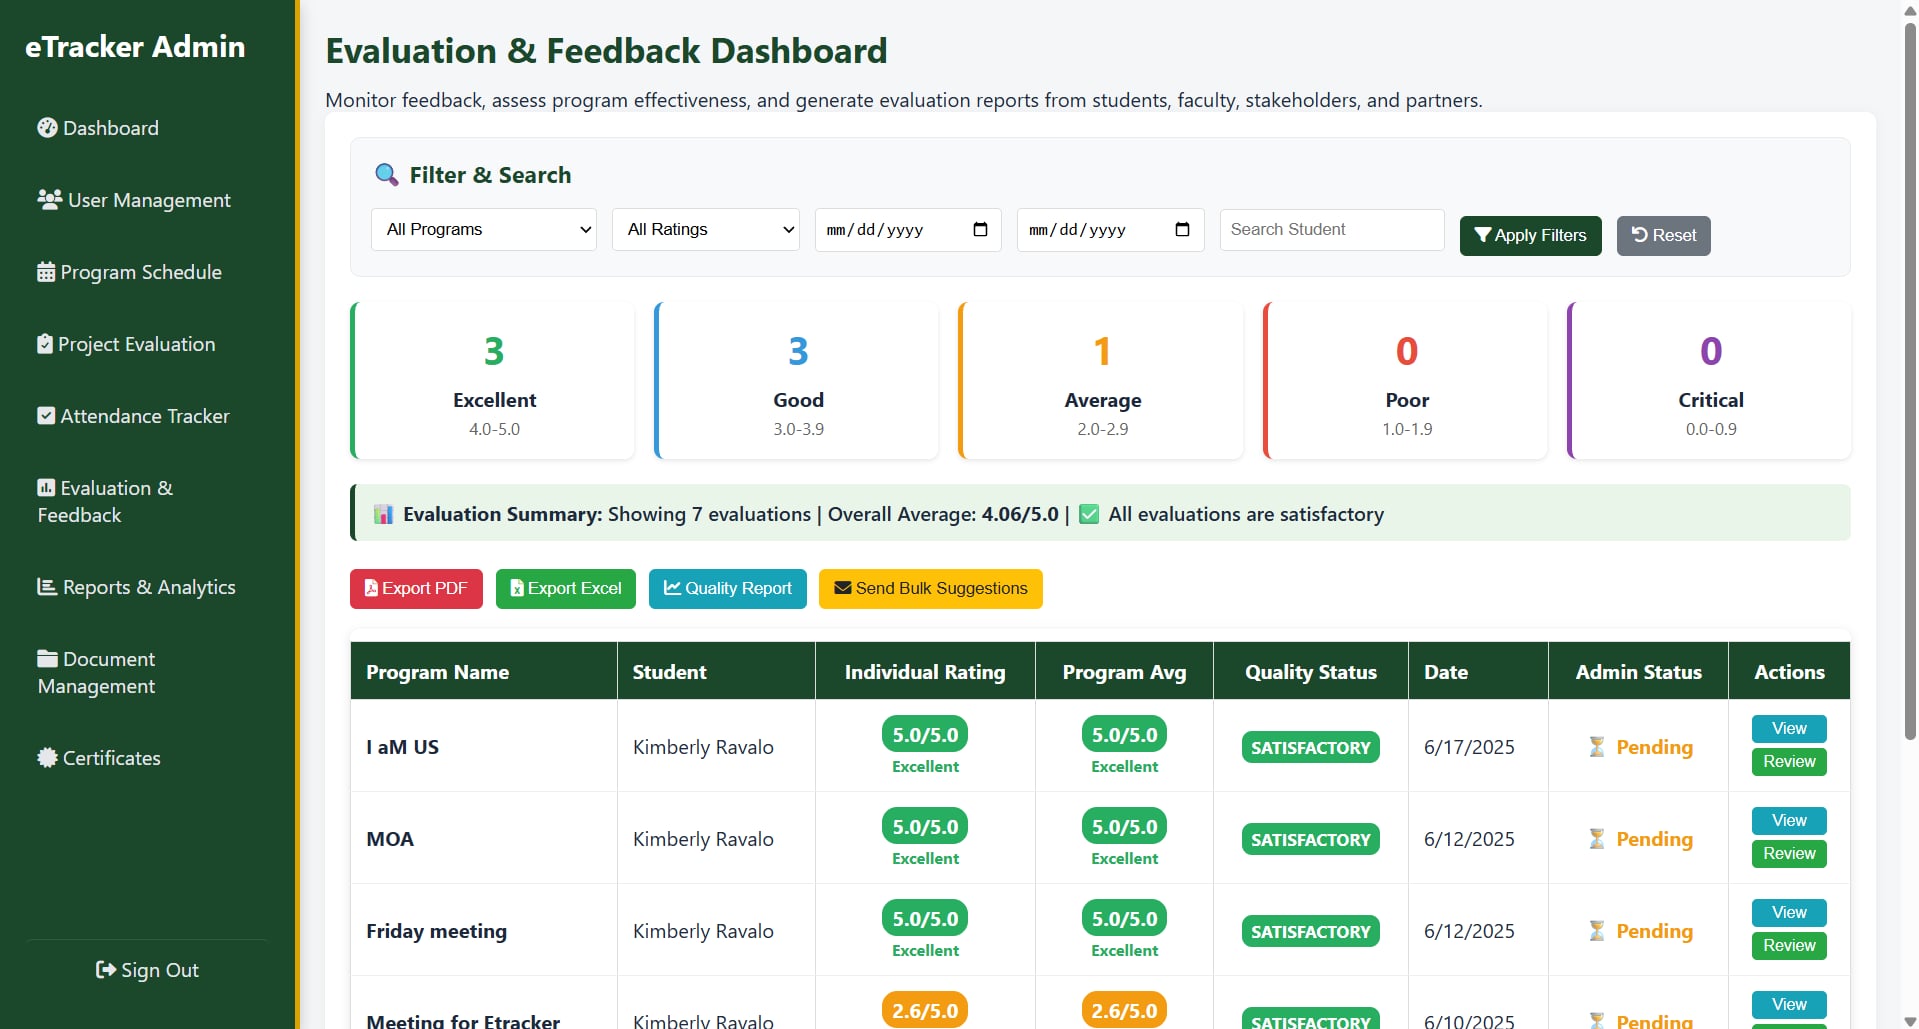 eTracker Admin
Dashboard
User Management
Program Schedule
Project Evaluation
Attendance Tracker
Evaluation &
Feedback
Reports & Analytics
Document
Management
Certificates
Sign Out
Evaluation & Feedback Dashboard
Monitor feedback, assess program effectiveness, and generate evaluation reports from students, faculty, stakeholders, and partners.
Filter & Search
All Programs All Ratings mm/dd/yyyy mm/dd/yyyy Search Student Apply Filters Reset
3 3 1 0 0
Excellent Good Average Poor Critical
4.0-5.0 3.0-3.9 2.0-2.9 1.0-1.9 0.0-0.9
Evaluation Summary: Showing 7 evaluations | Overall Average: 4.06/5.0 | All evaluations are satisfactory
Export PDF Export Excel Quality Report Send Bulk Suggestions
Program Name Student Individual Rating Program Avg Quality Status Date Admin Status Actions
I aM US Kimberly Ravalo 5.0/5.0 Excellent 5.0/5.0 Excellent SATISFACTORY 6/17/2025 Pending View Review
MOA Kimberly Ravalo 5.0/5.0 Excellent 5.0/5.0 Excellent SATISFACTORY 6/12/2025 Pending View Review
Friday meeting Kimberly Ravalo 5.0/5.0 Excellent 5.0/5.0 Excellent SATISFACTORY 6/12/2025 Pending View Review
Meeting for Etracker Kimberly Ravalo 2.6/5.0 2.6/5.0 SATISFACTORY 6/10/2025 Pending View